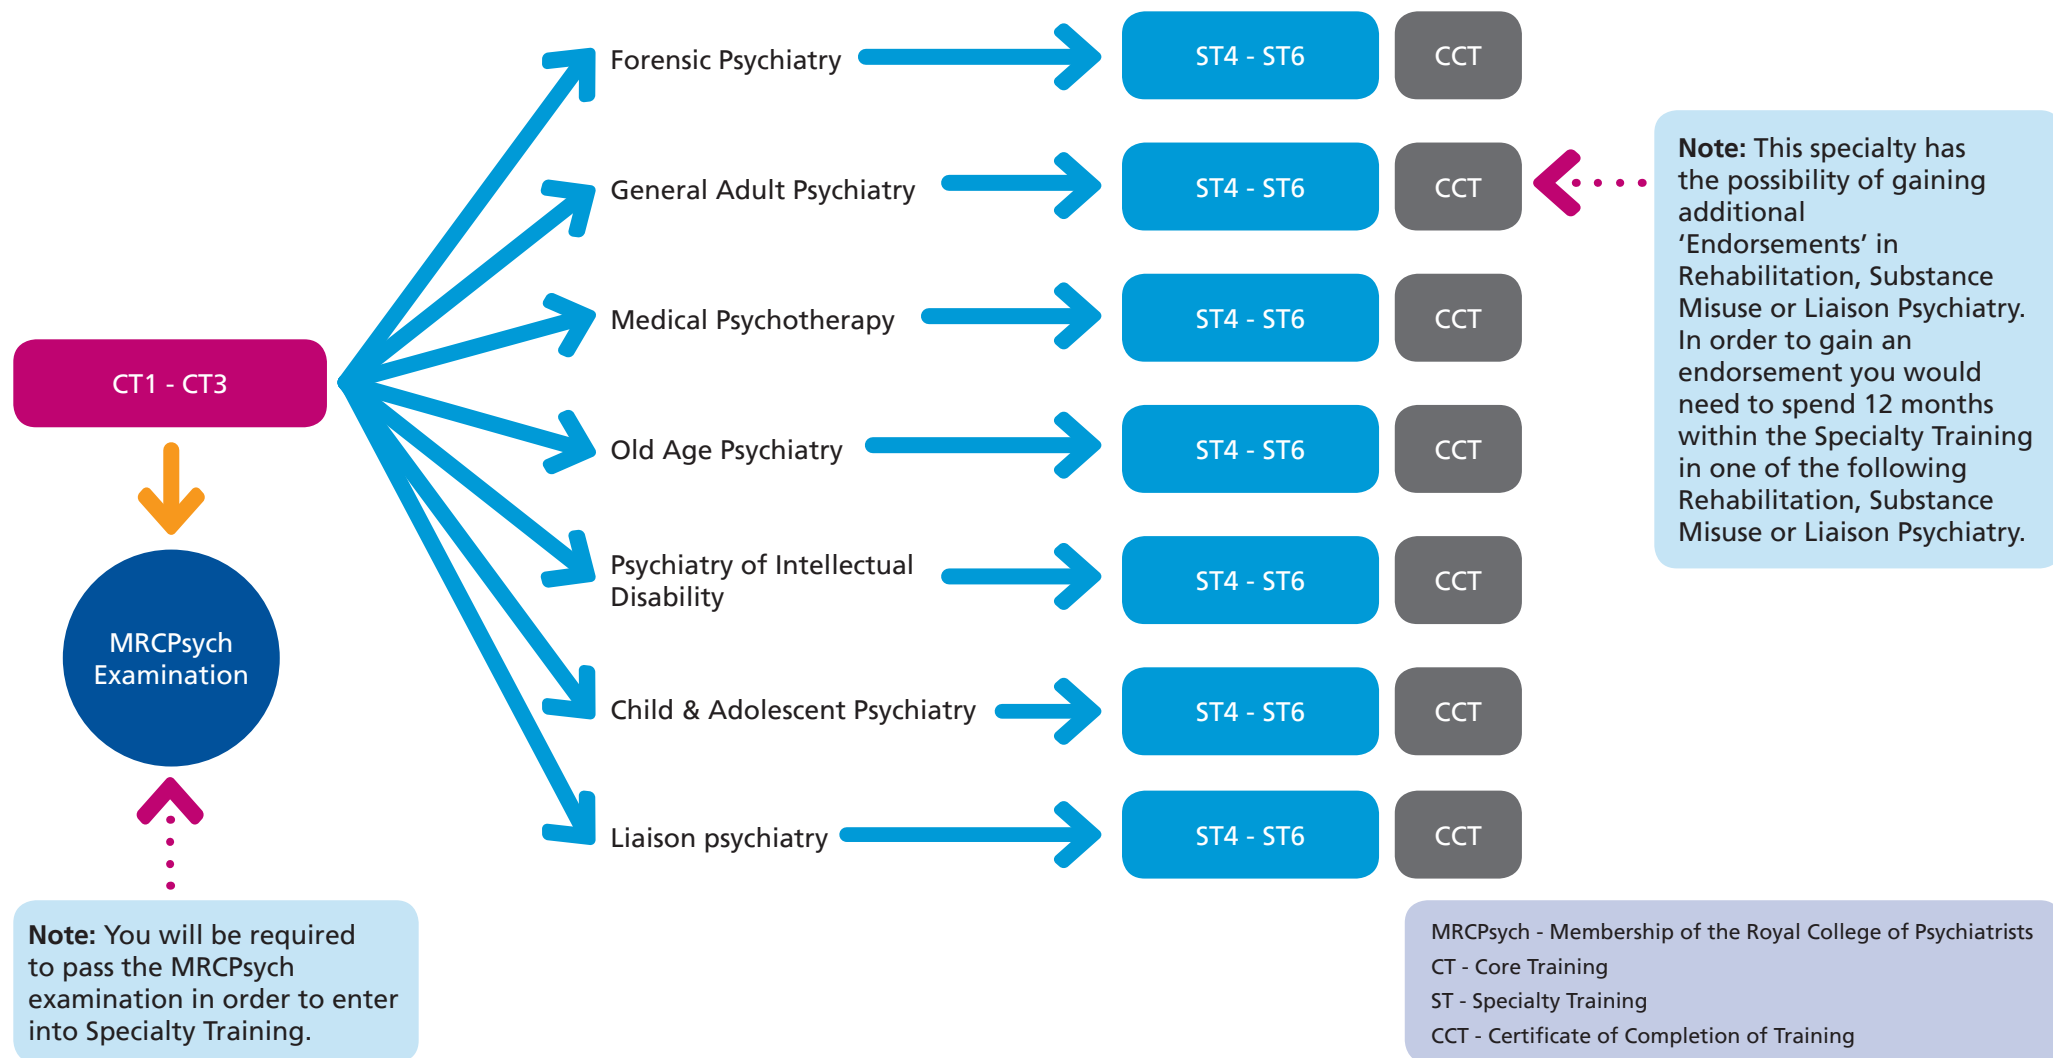 Forensic Psychiatry
ST4 - ST6
CCT
General Adult Psychiatry
ST4 - ST6
CCT
Medical Psychotherapy
ST4 - ST6
CCT
Old Age Psychiatry
ST4 - ST6
CCT
Psychiatry of Intellectual
Disability
ST4 - ST6
CCT
Child & Adolescent Psychiatry
ST4 - ST6
CCT
Liaison psychiatry
ST4 - ST6
CCT
CT1 - CT3
MRCPsych
Examination
Note: You will be required
to pass the MRCPsych
examination in order to enter
into Specialty Training.
Note: This specialty has
the possibility of gaining
additional
‘Endorsements’ in
Rehabilitation, Substance
Misuse or Liaison Psychiatry.
In order to gain an
endorsement you would
need to spend 12 months
within the Specialty Training
in one of the following
Rehabilitation, Substance
Misuse or Liaison Psychiatry.
MRCPsych - Membership of the Royal College of Psychiatrists
CT - Core Training
ST - Specialty Training
CCT - Certificate of Completion of Training